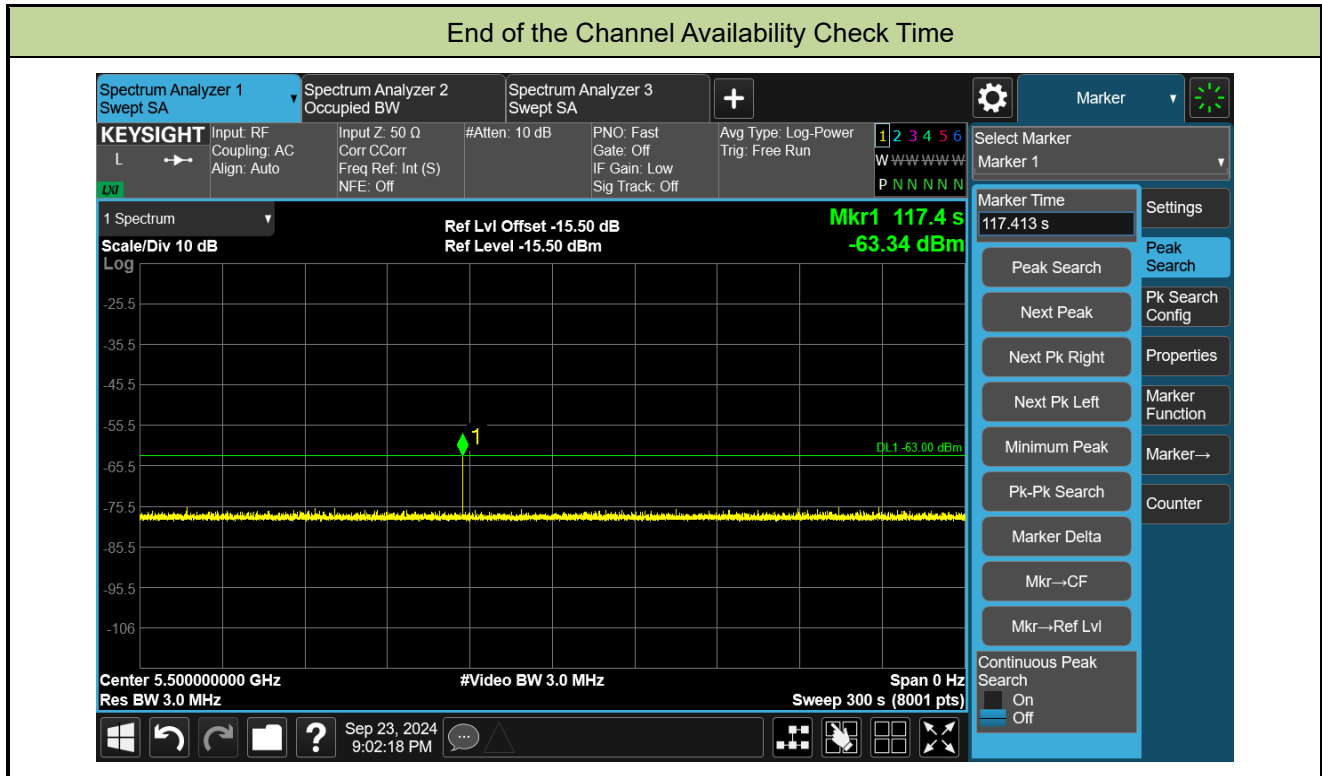 End of the Channel Availability Check Time
Spectrum Analyzer 1
Swept SA
Spectrum Analyzer 2
Occupied BW
Spectrum Analyzer 3
Swept SA
Marker
KEYSIGHT
L
LXI
Input: RF
Coupling: AC
Align: Auto
Input Z: 50 Ω
Corr CCorr
Freq Ref: Int (S)
NFE: Off
#Atten: 10 dB
PNO: Fast
Gate: Off
IF Gain: Low
Sig Track: Off
Avg Type: Log-Power
Trig: Free Run
1 2 3 4 5 6
W W W W W W
P N N N N N
Select Marker
Marker 1
1 Spectrum
Scale/Div 10 dB
Log
Ref Lvl Offset -15.50 dB
Ref Level -15.50 dBm
Mkr1 117.4 s
-63.34 dBm
-25.5
-35.5
-45.5
-55.5
-65.5
-75.5
-85.5
-95.5
-106
1
DL1 -63.00 dBm
Center 5.500000000 GHz
Res BW 3.0 MHz
#Video BW 3.0 MHz
Span 0 Hz
Sweep 300 s (8001 pts)
Marker Time
117.413 s
Peak Search
Next Peak
Next Pk Right
Next Pk Left
Minimum Peak
Pk-Pk Search
Marker Delta
Mkr→CF
Mkr→Ref Lvl
Continuous Peak
Search
On
Off
Settings
Peak
Search
Pk Search
Config
Properties
Marker
Function
Marker→
Counter
?
Sep 23, 2024
9:02:18 PM